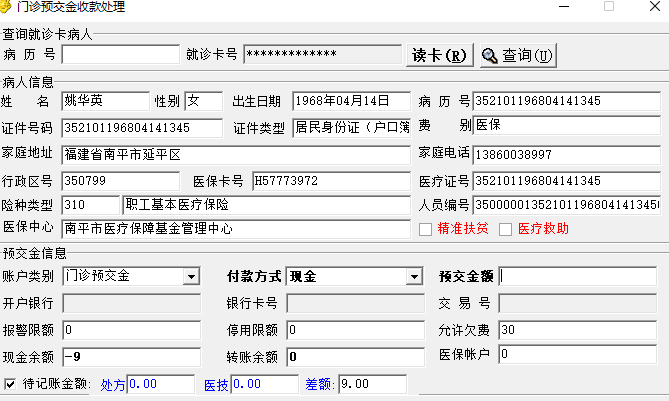 门诊预交金收款处理
查询就诊卡病人
病 历 号 就诊卡号 ************* 读卡(R) 查询(U)
病人信息
姓 名 姚华英 性别 女 出生日期 1968年04月14日 病 历 号 352101196804141345
证件号码 352101196804141345 证件类型 居民身份证（户口簿 费 别 医保
家庭地址 福建省南平市延平区 家庭电话 13860038997
行政区号 350799 医保卡号 H57773972 医疗证号 352101196804141345
险种类型 310 职工基本医疗保险 人员编号 35000001352101196804141345
医保中心 南平市医疗保障基金管理中心 精准扶贫 医疗救助
预交金信息
账户类别 门诊预交金 付款方式 现金 预交金额
开户银行 银行卡号 交 易 号
报警限额 0 停用限额 0 允许欠费 30
现金余额 -9 转账余额 0 医保帐户 0
待记账金额: 处方 0.00 医技 0.00 差额: 9.00